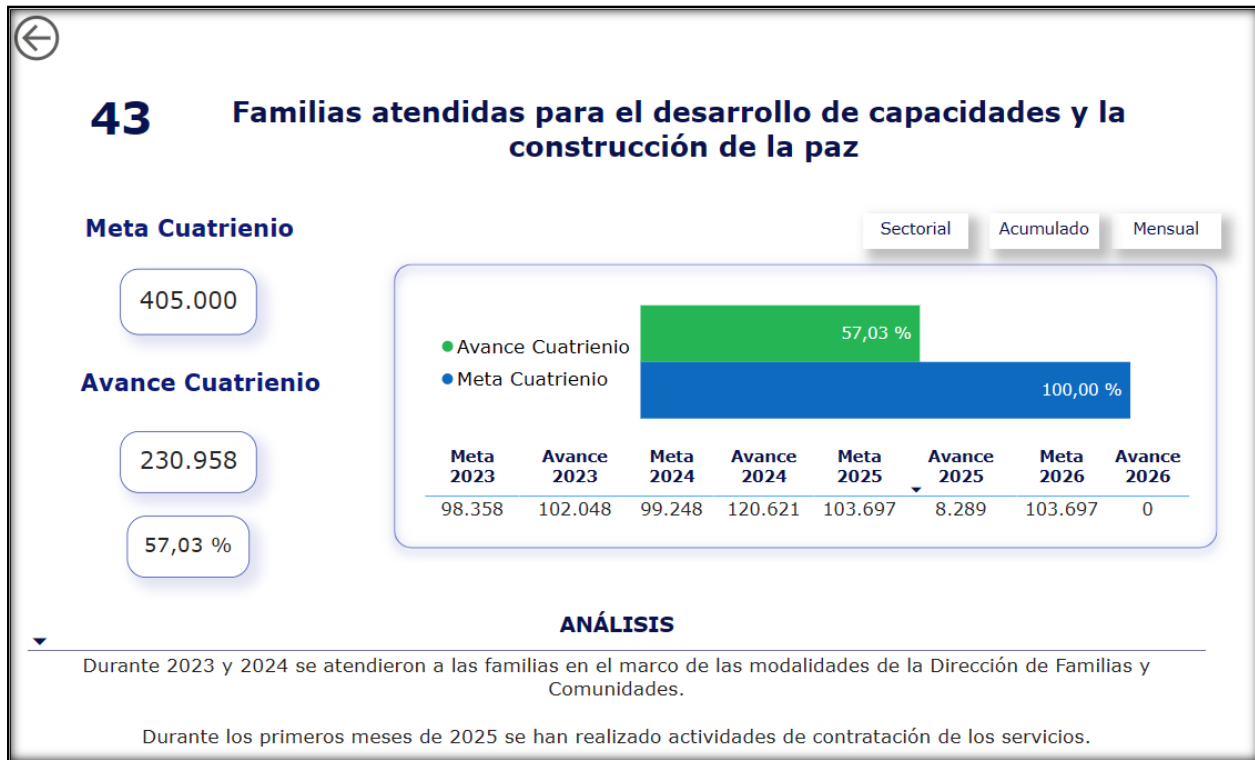 43
Familias atendidas para el desarrollo de capacidades y la
construcción de la paz
Meta Cuatrienio
405.000
Avance Cuatrienio
230.958
57,03 %
Sectorial Acumulado Mensual
Avance Cuatrienio
Meta Cuatrienio
57,03 %
100,00 %
Meta 2023 Avance 2023 Meta 2024 Avance 2024 Meta 2025 Avance 2025 Meta 2026 Avance 2026
98.358 102.048 99.248 120.621 103.697 8.289 103.697 0
ANÁLISIS
Durante 2023 y 2024 se atendieron a las familias en el marco de las modalidades de la Dirección de Familias y
Comunidades.
Durante los primeros meses de 2025 se han realizado actividades de contratación de los servicios.